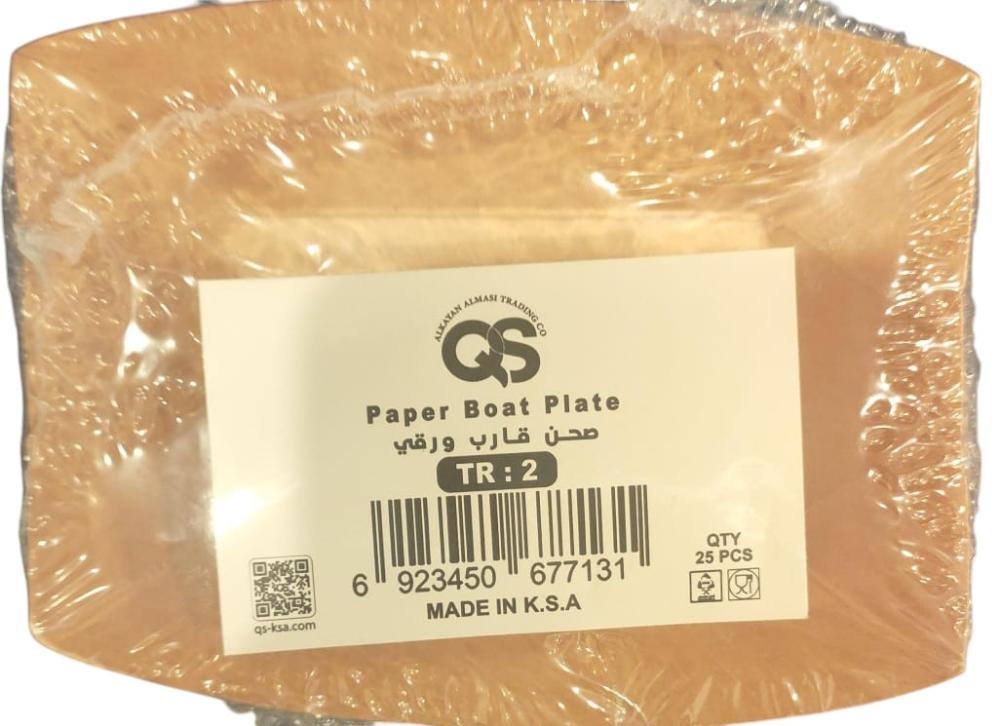 ALKATAN ALMASI TRADING CO
QS
Paper Boat Plate
صحن قارب ورقي
TR : 2
6 923450 677131
MADE IN K.S.A
QTY
25 PCS
qs-ksa.com